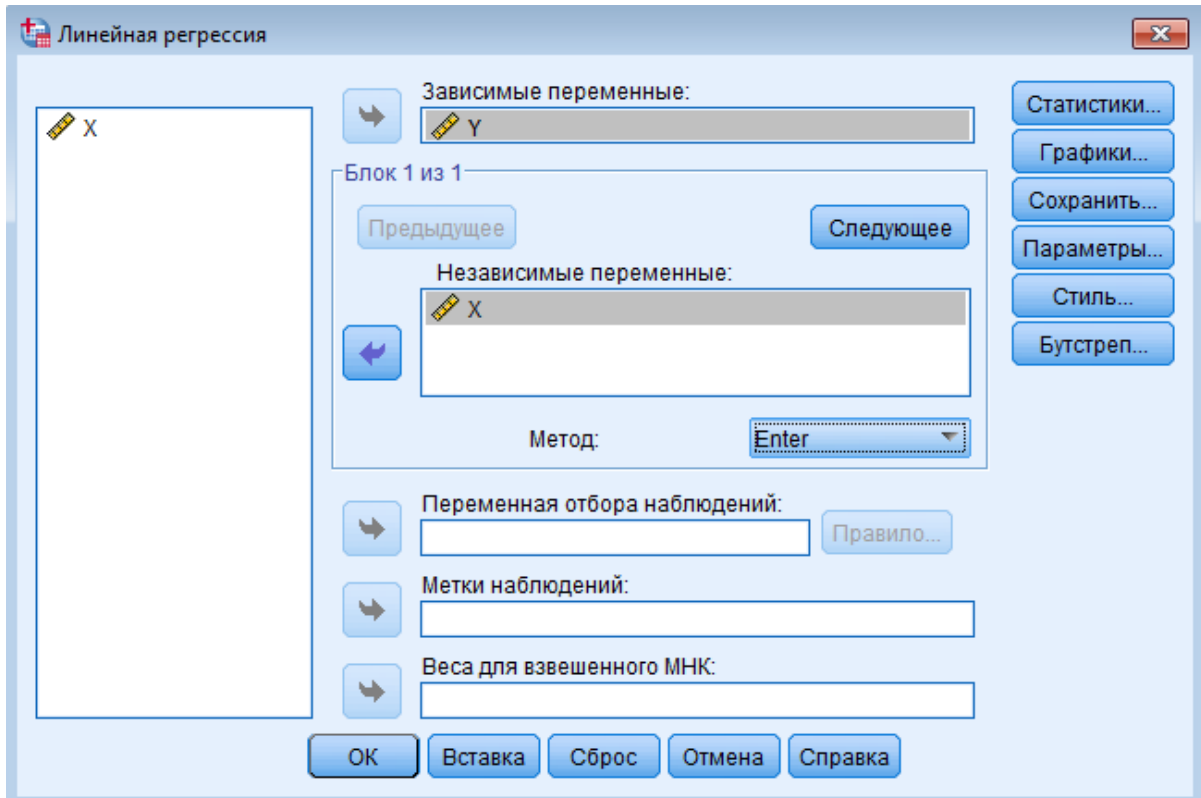 Линейная регрессия
X
Зависимые переменные:
Y
Блок 1 из 1
Предыдущее
Следующее
Независимые переменные:
X
Метод:
Enter
Переменная отбора наблюдений:
Правило...
Метки наблюдений:
Веса для взвешенного МНК:
Статистики...
Графики...
Сохранить...
Параметры...
Стиль...
Бутстреп...
ОК
Вставка
Сброс
Отмена
Справка